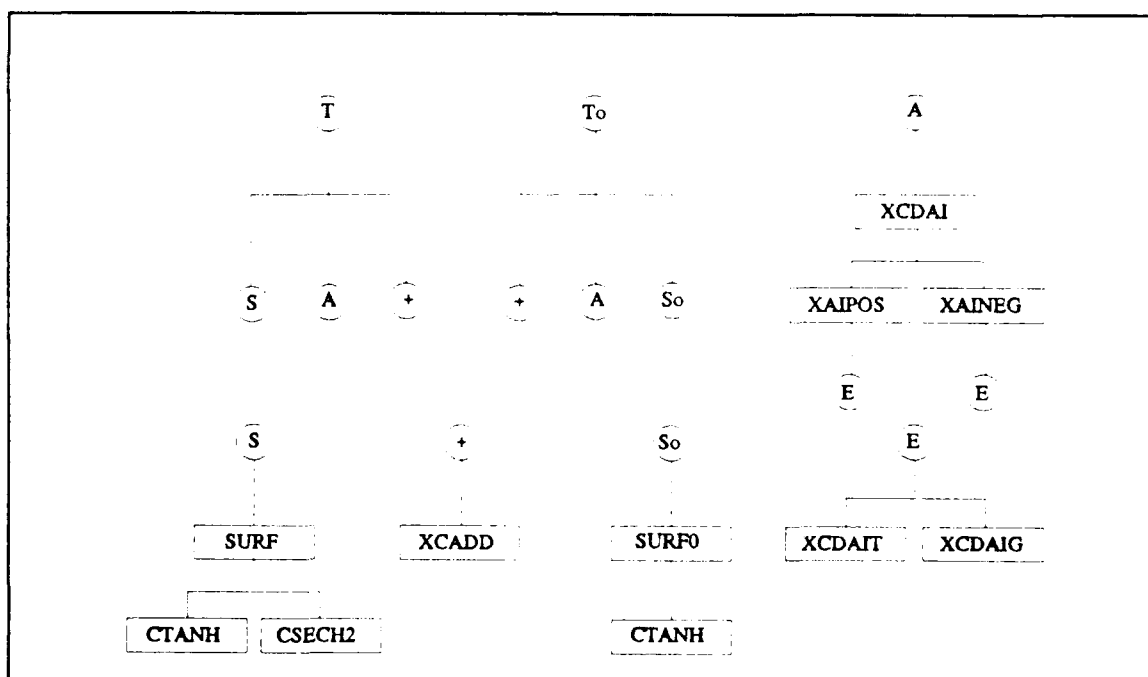 T To A
XCDAI
S A + + A So XAIPOS XAINEG
E E
S + So E
SURF XCADD SURF0 XCDAIT XCDAIG
CTANH CSECH2 CTANH